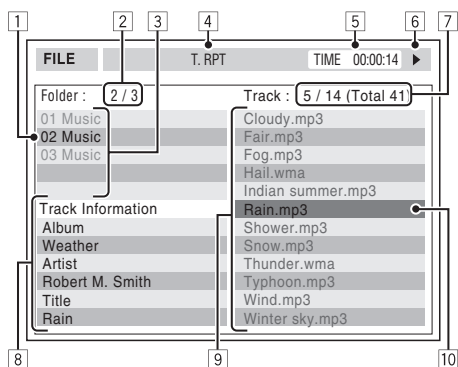 1 2 3 4 5 6 7
FILE T. RPT TIME 00:00:14
Folder : 2 / 3 Track : 5 / 14 (Total 41)
01 Music
02 Music
03 Music
Track Information
Album
Weather
Artist
Robert M. Smith
Title
Rain
Cloudy.mp3
Fair.mp3
Fog.mp3
Hail.wma
Indian summer.mp3
Rain.mp3
Shower.mp3
Snow.mp3
Thunder.wma
Typhoon.mp3
Wind.mp3
Winter sky.mp3
8 9 10